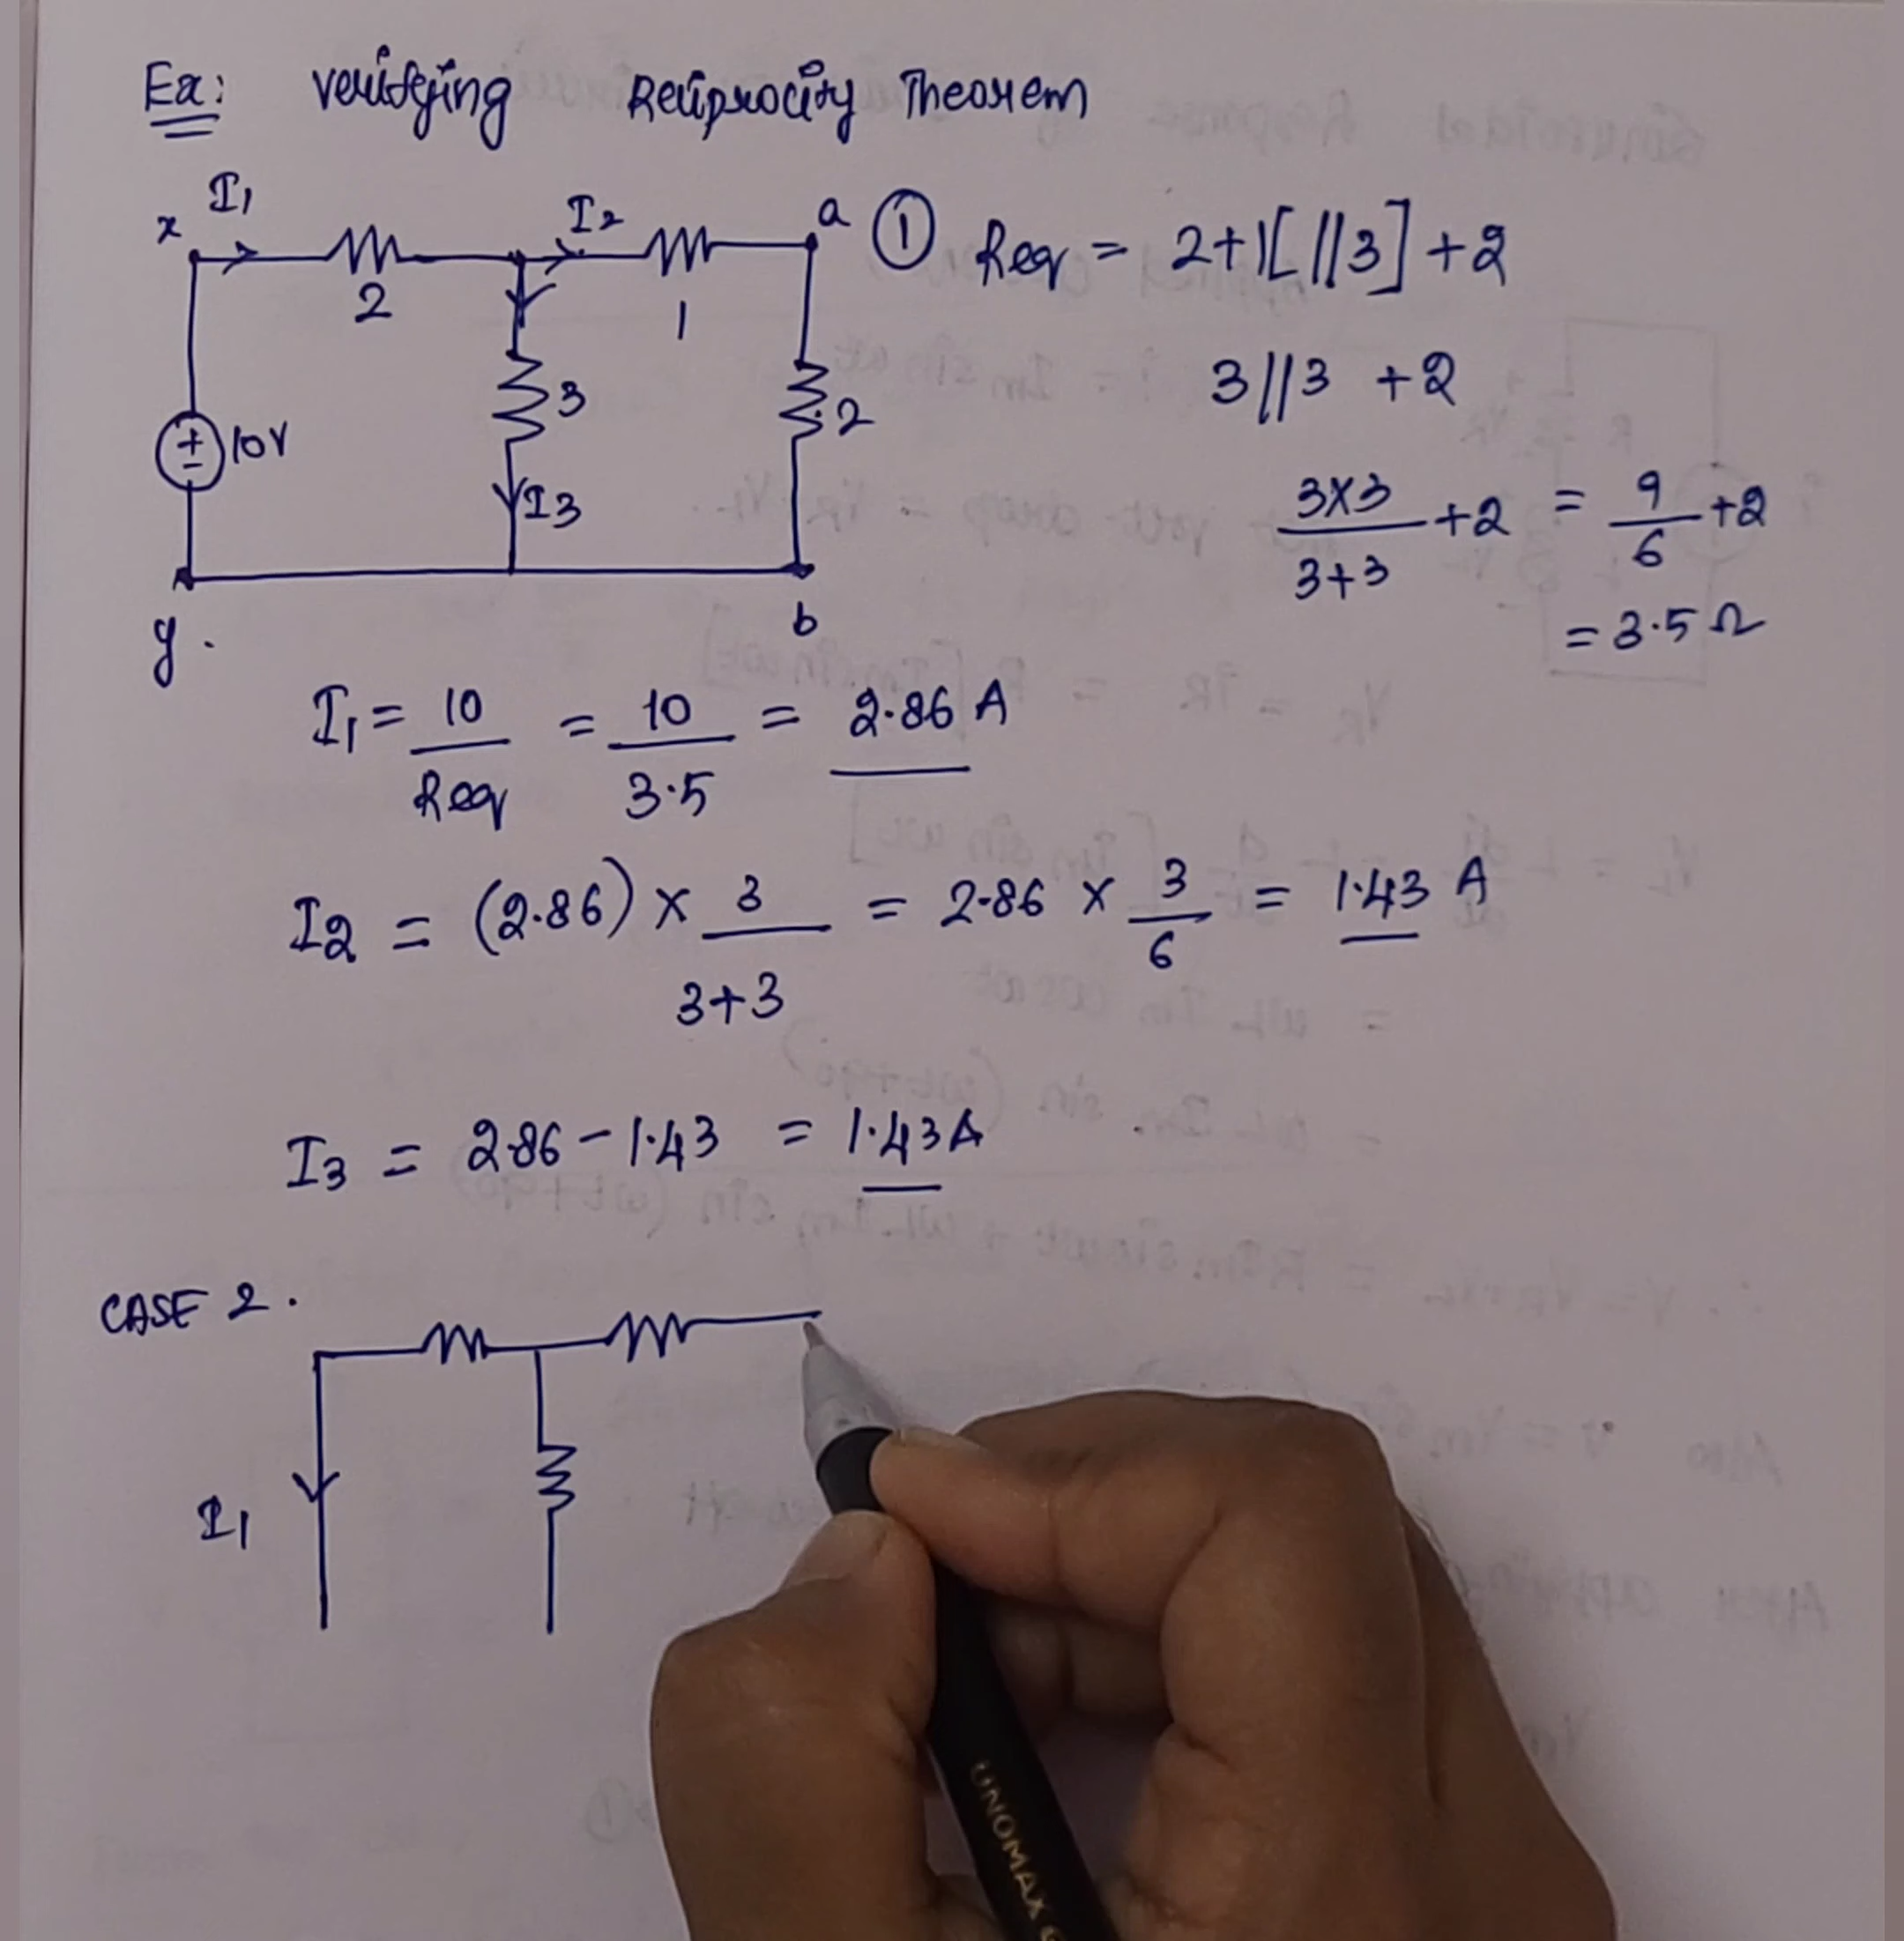 Ex: verifying Reciprocity Theorem
x I1 I2 a
2 1
① Req = 2+1[//3]+2
3//3 +2
3 2
10V
I3
3X3/3+3 +2 = 9/6 +2
= 3.5 Ω
y. b
I1 = 10/Req = 10/3.5 = 2.86 A
I2 = (2.86) x 3/3+3 = 2.86 x 3/6 = 1.43 A
I3 = 2.86 - 1.43 = 1.43A
CASE 2.
I1
UNOMAX